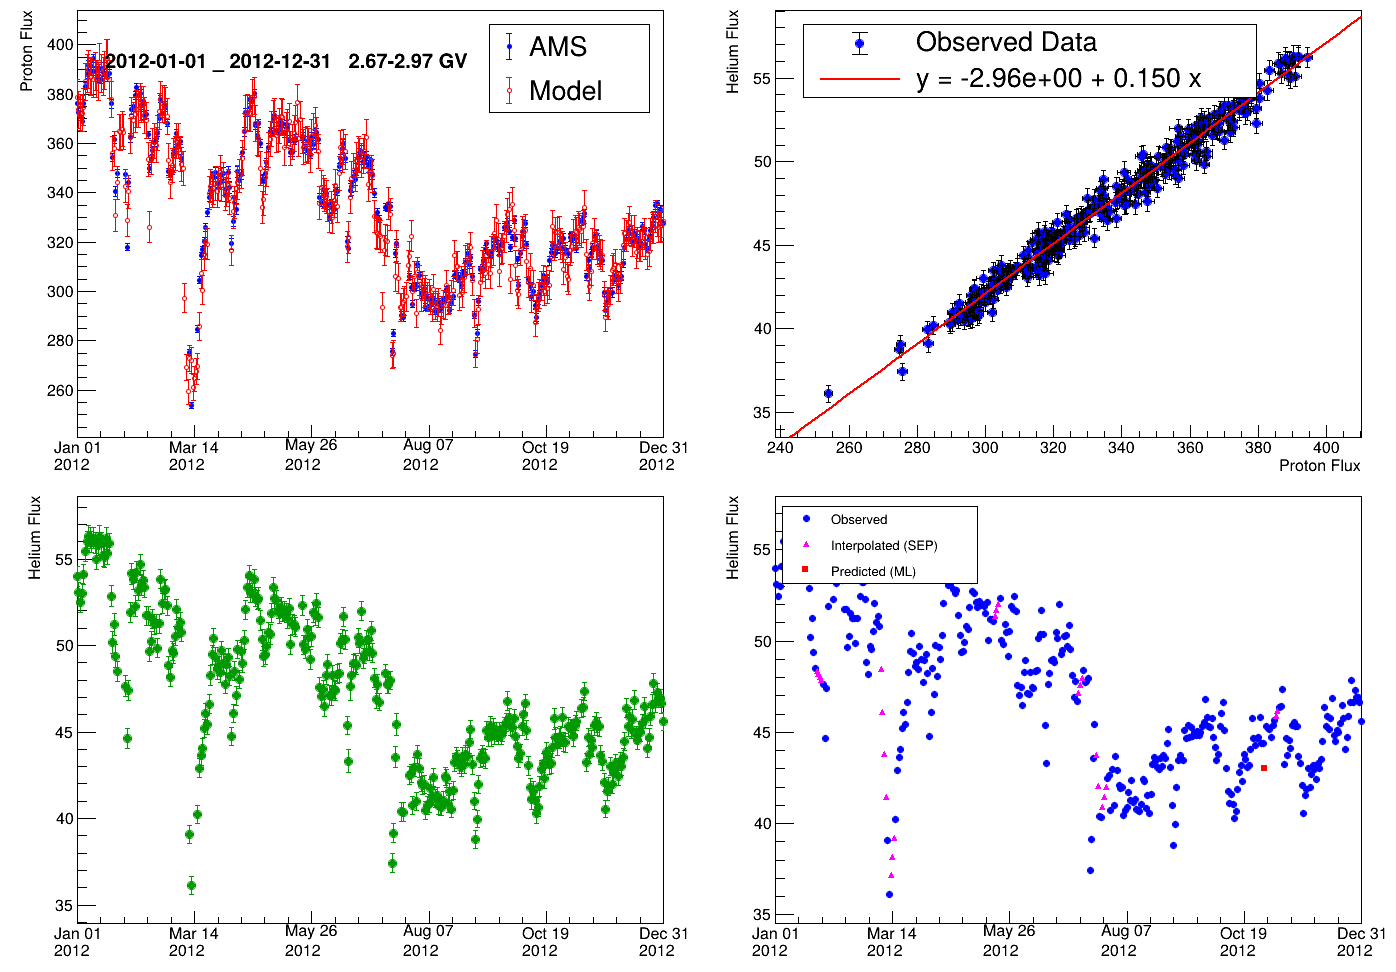 Proton Flux
400
380
360
340
320
300
280
260
2012-01-01 _ 2012-12-31 2.67-2.97 GV
AMS
Model
Jan 01 2012
Mar 14 2012
May 26 2012
Aug 07 2012
Oct 19 2012
Dec 31 2012
Helium Flux
55
50
45
40
35
Observed Data
y = -2.96e+00 + 0.150 x
240 260 280 300 320 340 360 380 400
Proton Flux
Helium Flux
55
50
45
40
35
Jan 01 2012
Mar 14 2012
May 26 2012
Aug 07 2012
Oct 19 2012
Dec 31 2012
Helium Flux
55
50
45
40
35
Observed
Interpolated (SEP)
Predicted (ML)
Jan 01 2012
Mar 14 2012
May 26 2012
Aug 07 2012
Oct 19 2012
Dec 31 2012